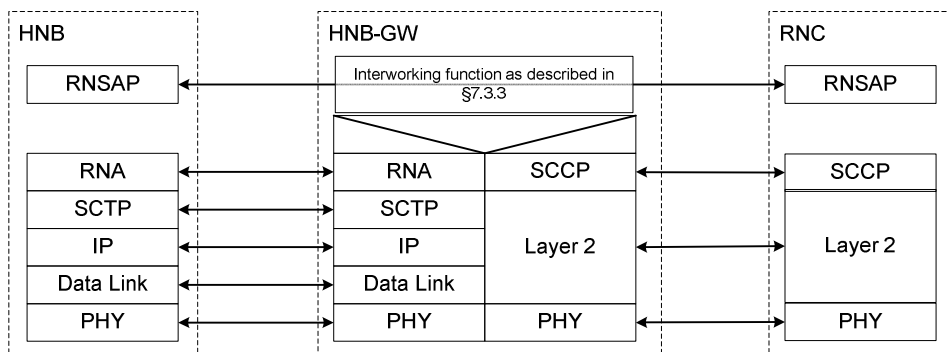 HNB
HNB-GW
RNC
RNSAP
Interworking function as described in
§7.3.3
RNSAP
RNA
RNA
SCCP
SCCP
SCTP
SCTP
IP
IP
Layer 2
Layer 2
Data Link
Data Link
PHY
PHY
PHY
PHY